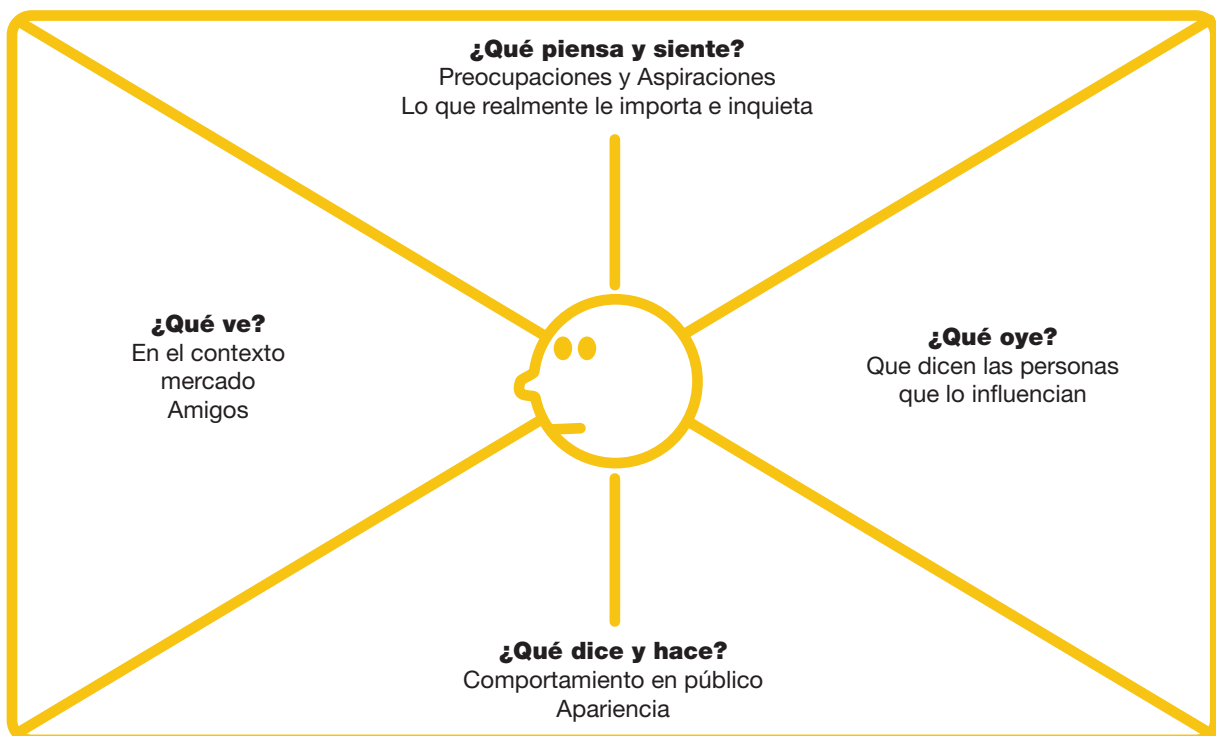 ¿Qué piensa y siente?
Preocupaciones y Aspiraciones
Lo que realmente le importa e inquieta
¿Qué ve?
En el contexto
mercado
Amigos
¿Qué oye?
Que dicen las personas
que lo influencian
¿Qué dice y hace?
Comportamiento en público
Apariencia